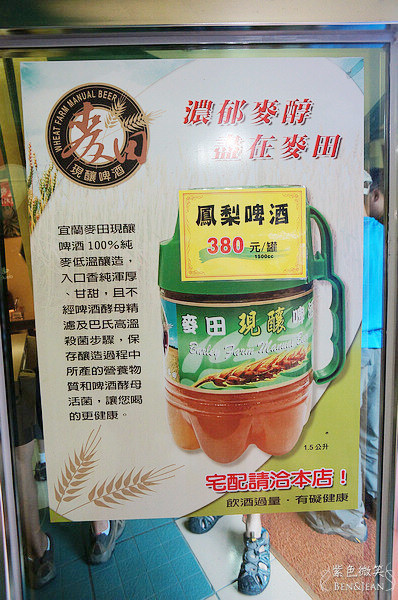 WHEAT FARM MANUAL BEER
麥田
現釀啤酒
濃郁麥醇
盡在麥田
宜蘭麥田現釀
啤酒100%純
麥低溫釀造，
入口香純渾厚
、甘甜，且不
經啤酒酵母精
濾及巴氏高溫
殺菌步驟，保
存釀造過程中
所產的營養物
質和啤酒酵母
活菌，讓您喝
的更健康。
鳳梨啤酒
380 元/罐
1500cc
麥田 現釀 啤
Barley Farm
1.5 公升
宅配請洽本店！
飲酒過量．有礙健康
紫色微笑
BEN&JEAN